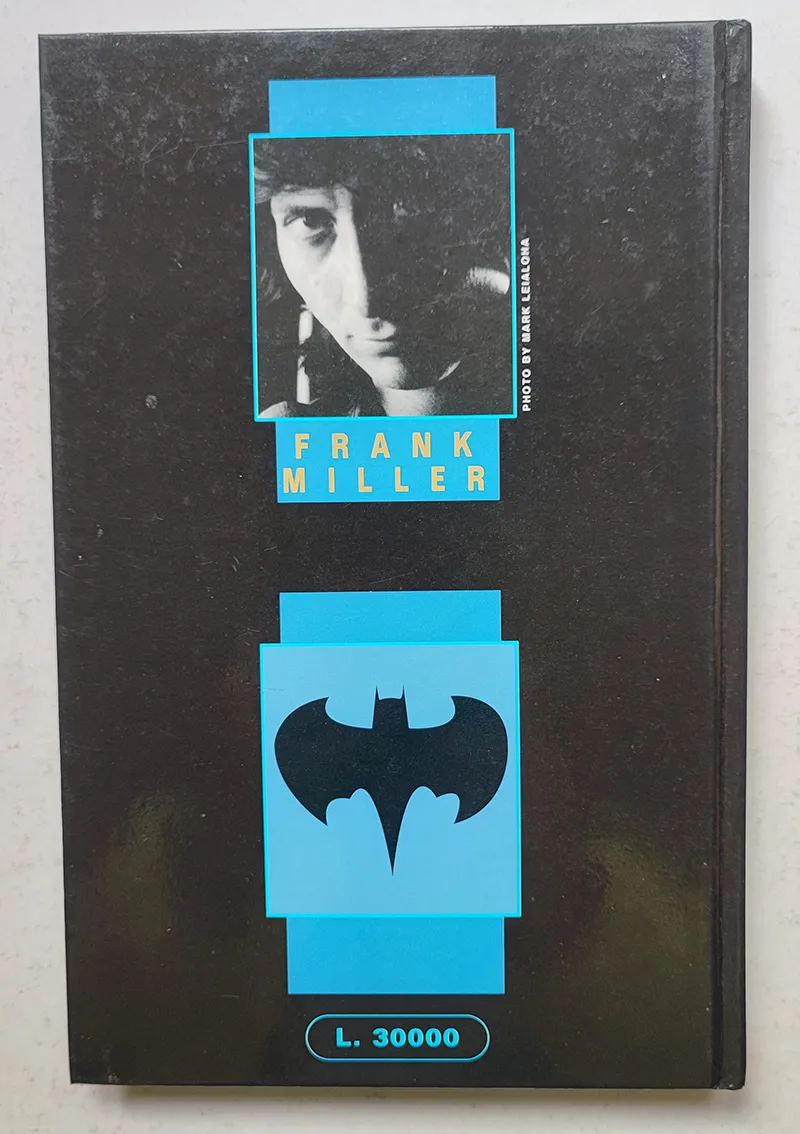 PHOTO BY MARK LEIALOHA
FRANK
MILLER
L. 30000